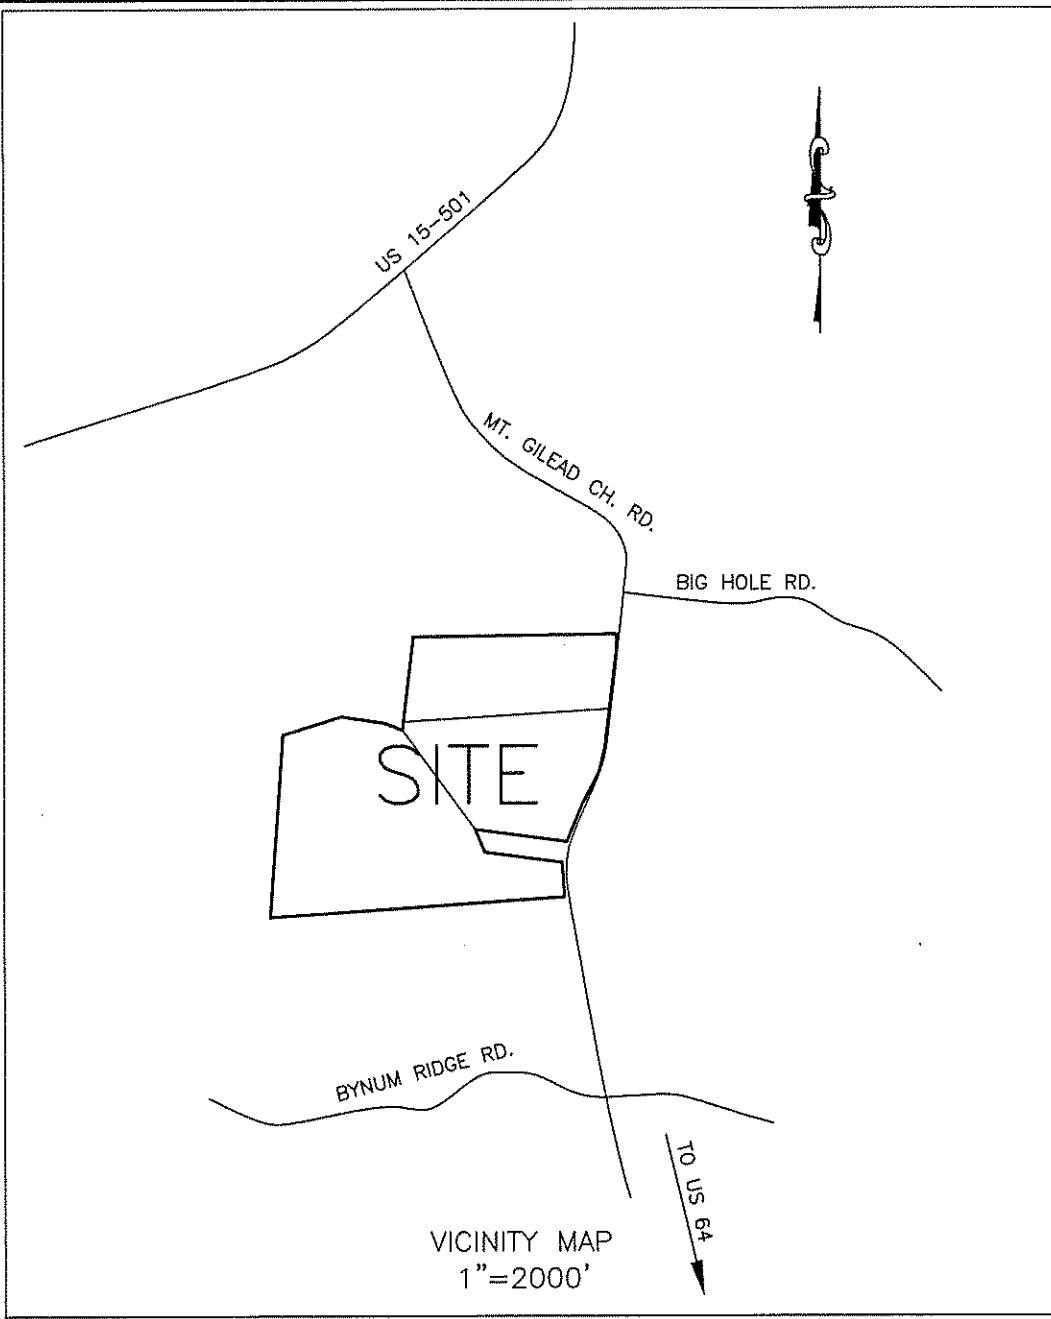 US 15-501
MT. GILEAD CH. RD.
BIG HOLE RD.
SITE
BYNUM RIDGE RD.
TO US 64
VICINITY MAP
1"=2000'